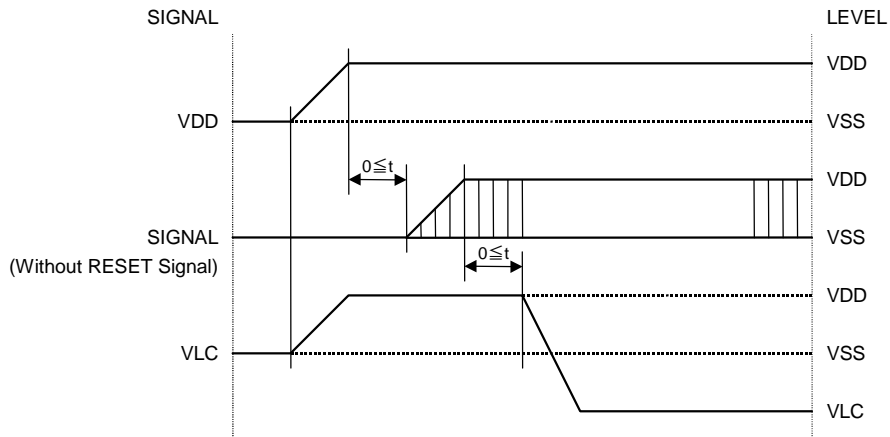 SIGNAL LEVEL
VDD
VDD VSS
0≦t
VDD
SIGNAL VSS
(Without RESET Signal)
0≦t
VDD
VLC VSS
VLC